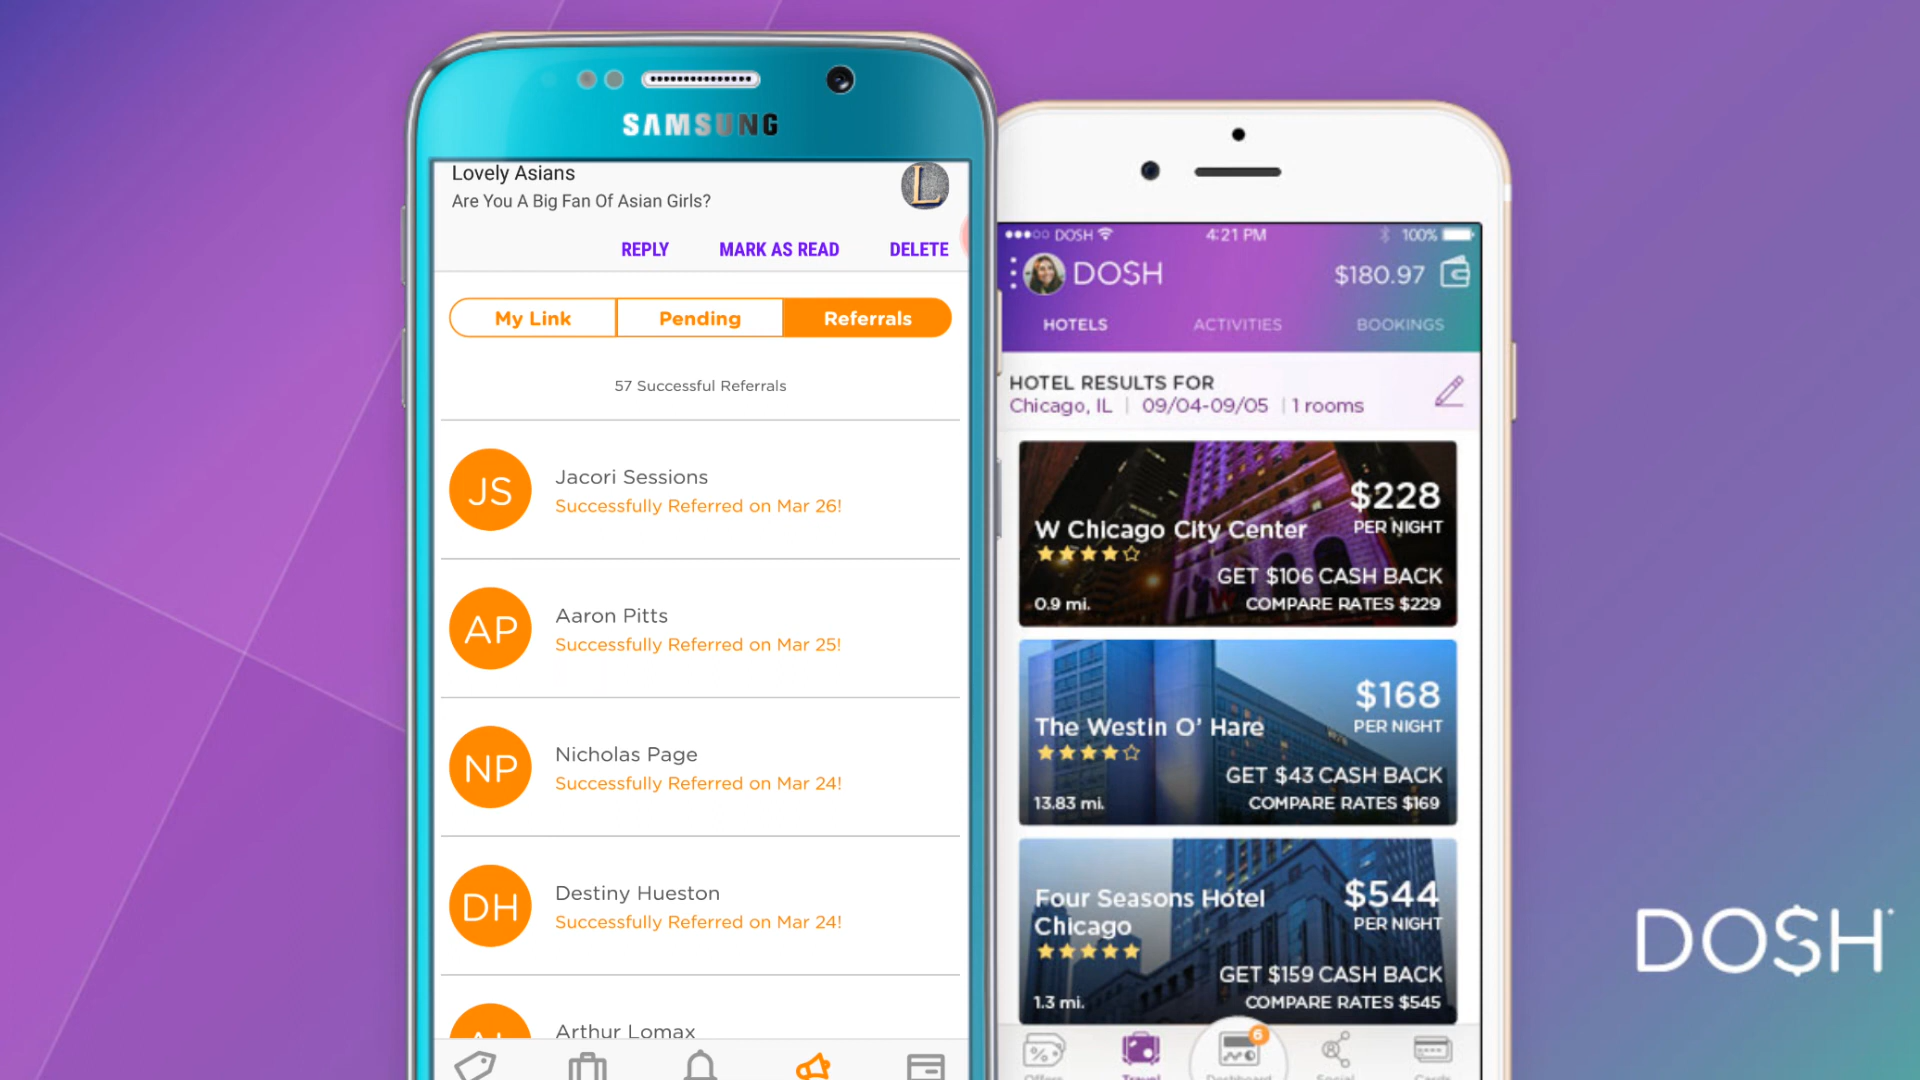 SAMSUNG
Lovely Asians
Are You A Big Fan Of Asian Girls?
L
REPLY MARK AS READ DELETE
My Link Pending Referrals
57 Successful Referrals
JS
Jacori Sessions
Successfully Referred on Mar 26!
AP
Aaron Pitts
Successfully Referred on Mar 25!
NP
Nicholas Page
Successfully Referred on Mar 24!
DH
Destiny Hueston
Successfully Referred on Mar 24!
Arthur Lomax
DOSH 4:21 PM 100%
DOSH $180.97
HOTELS ACTIVITIES BOOKINGS
HOTEL RESULTS FOR
Chicago, IL | 09/04-09/05 | 1 rooms
$228
PER NIGHT
W Chicago City Center
GET $106 CASH BACK
0.9 mi. COMPARE RATES $229
$168
PER NIGHT
The Westin O' Hare
GET $43 CASH BACK
13.83 mi. COMPARE RATES $169
$544
PER NIGHT
Four Seasons Hotel
Chicago
GET $159 CASH BACK
1.3 mi. COMPARE RATES $545
6
Offers Travel Dashboard Social Cards
DOSH